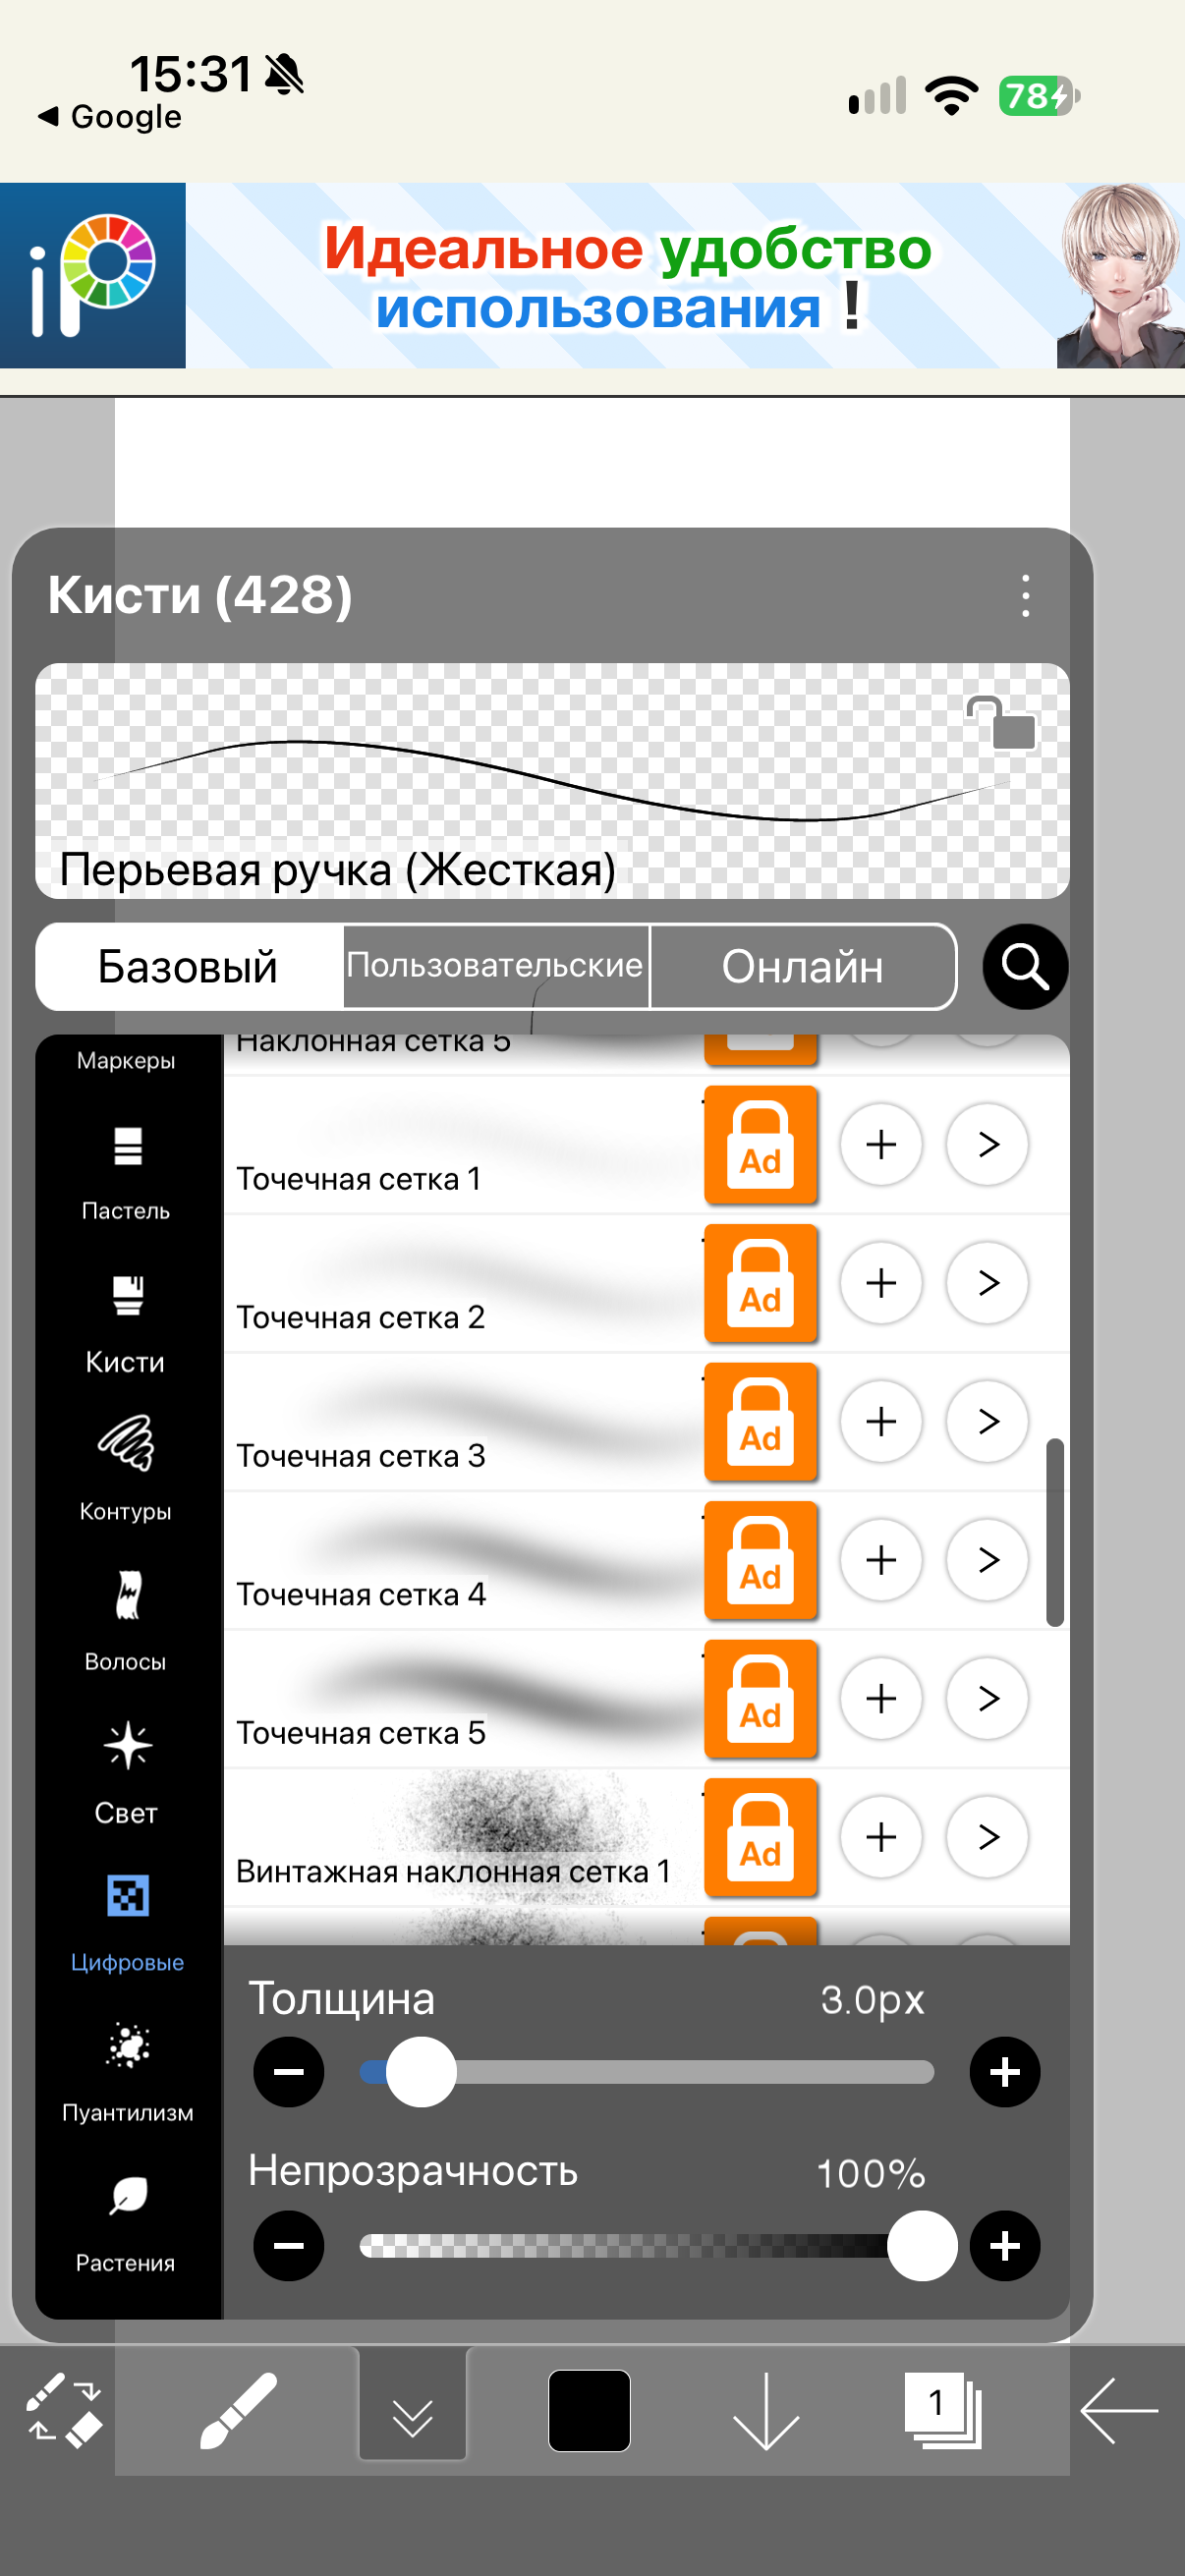 15:31
Google
78
iP
Идеальное удобство
использования !
Кисти (428)
Перьевая ручка (Жесткая)
Базовый
Пользовательские
Онлайн
Маркеры
Пастель
Кисти
Контуры
Волосы
Свет
Цифровые
Пуантилизм
Растения
Наклонная сетка 5
Точечная сетка 1
Ad
Точечная сетка 2
Ad
Точечная сетка 3
Ad
Точечная сетка 4
Ad
Точечная сетка 5
Ad
Винтажная наклонная сетка 1
Ad
Толщина
3.0px
Непрозрачность
100%
1